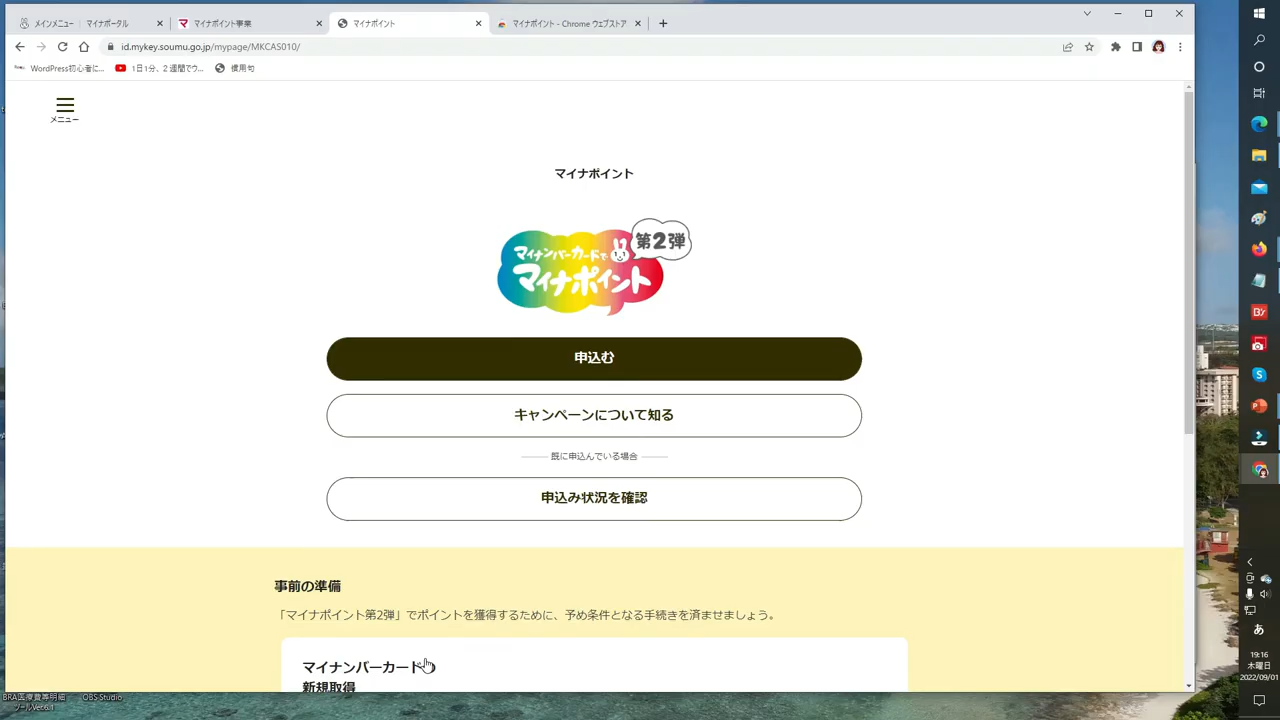 メインメニュー｜マイナポータル
マイナポイント事業
マイナポイント
マイナポイント - Chrome ウェブストア
id.mykey.soumu.go.jp/mypage/MKCAS010/
WordPress初心者に...
1日1分、2週間でウ...
慣用句
メニュー
マイナポイント
マイナンバーカードで
マイナポイント
第2弾
申込む
キャンペーンについて知る
既に申込んでいる場合
申込み状況を確認
事前の準備
「マイナポイント第2弾」でポイントを獲得するために、予め条件となる手続きを済ませましょう。
マイナンバーカードの
新規取得
OBS Studio
あ
19:16
木曜日
2022/09/01